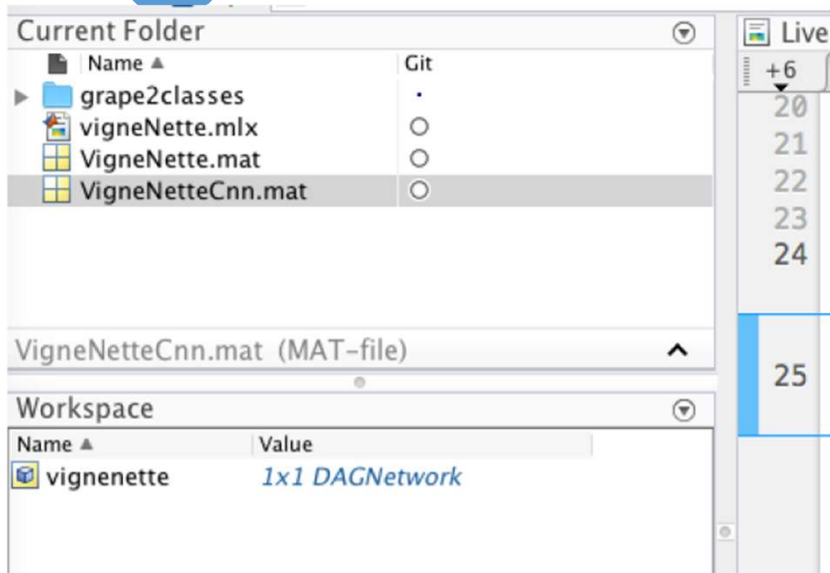 Current Folder
Name Git
grape2classes
vigneNette.mlx
VigneNette.mat
VigneNetteCnn.mat
VigneNetteCnn.mat (MAT-file)
Workspace
Name Value
vignenette 1x1 DAGNetwork
Live
+6
20
21
22
23
24
25